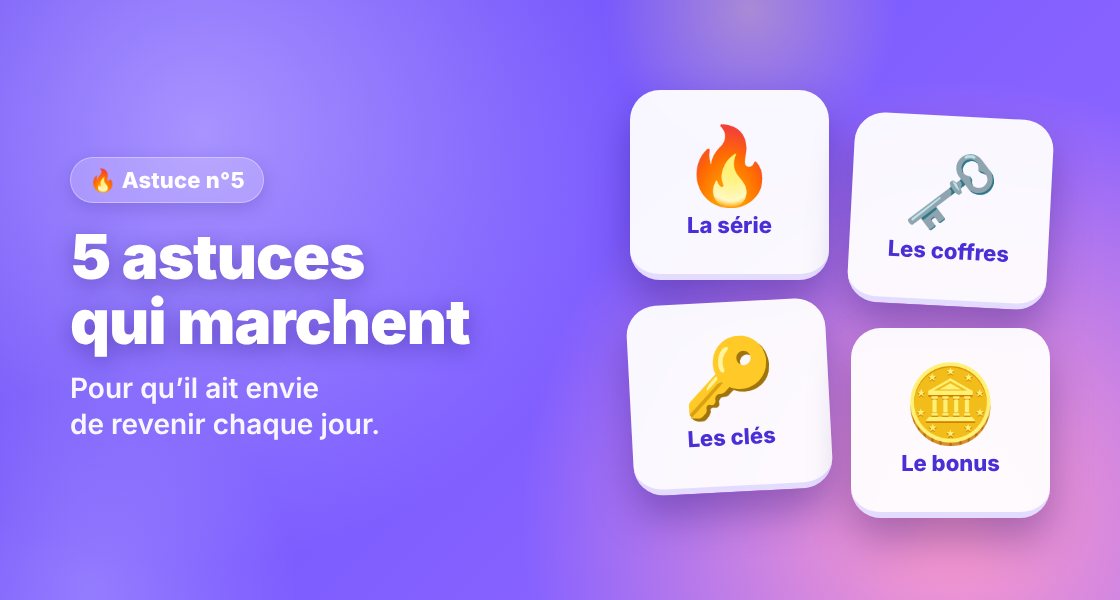 🔥 Astuce n°5
5 astuces
qui marchent
Pour qu’il ait envie
de revenir chaque jour.
La série
Les coffres
Les clés
Le bonus